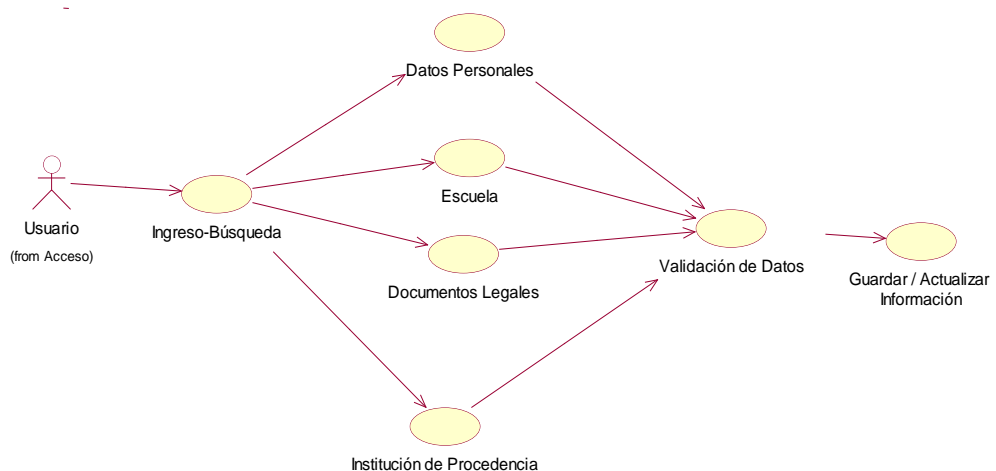 Datos Personales
Escuela
Usuario
(from Acceso)
Ingreso-Búsqueda
Documentos Legales
Validación de Datos
Guardar / Actualizar
Información
Institución de Procedencia